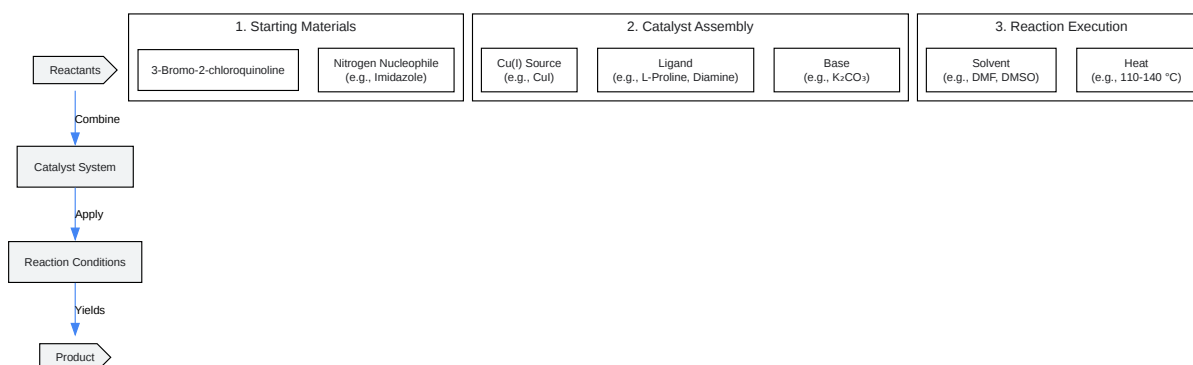 1. Starting Materials
2. Catalyst Assembly
3. Reaction Execution
Reactants
3-Bromo-2-chloroquinoline
Nitrogen Nucleophile
(e.g., Imidazole)
Cu(I) Source
(e.g., CuI)
Ligand
(e.g., L-Proline, Diamine)
Base
(e.g., K₂CO₃)
Solvent
(e.g., DMF, DMSO)
Heat
(e.g., 110-140 °C)
Combine
Catalyst System
Apply
Reaction Conditions
Yields
Product